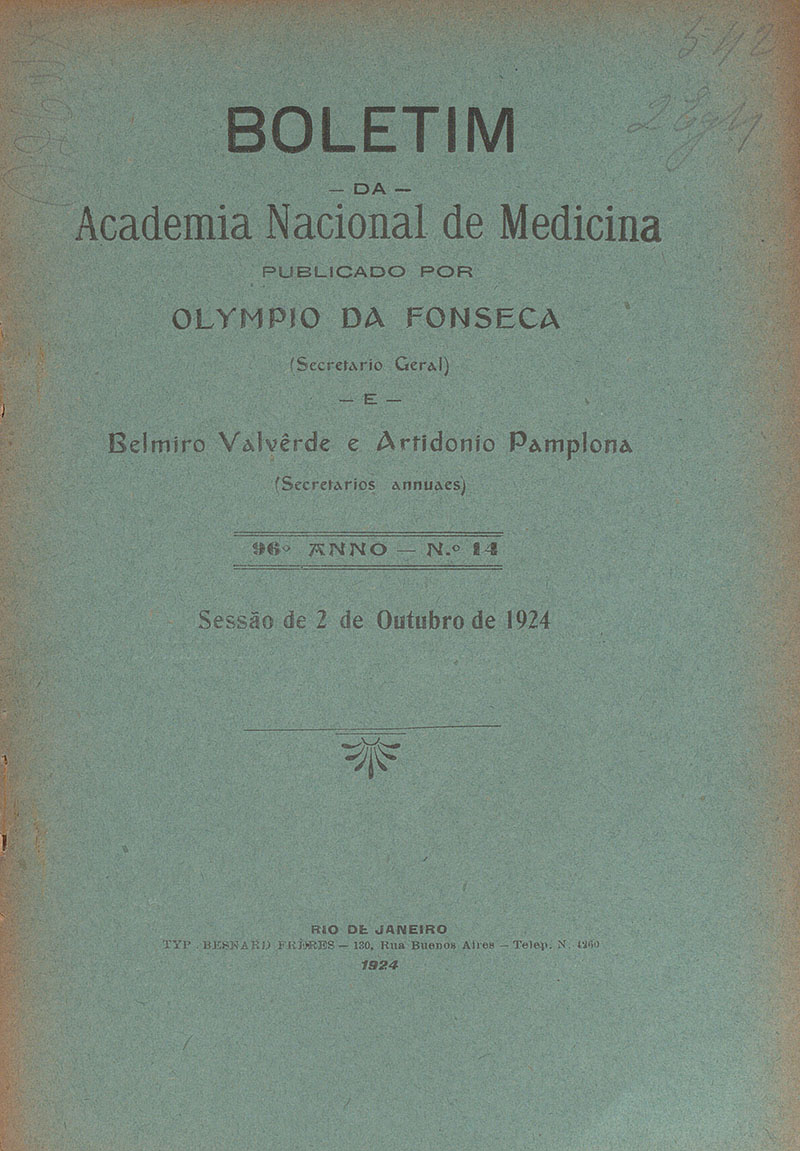 542
BOLETIM
— DA —
Academia Nacional de Medicina
PUBLICADO POR
OLYMPIO DA FONSECA
(Secretario Geral)
— E —
Belmiro Valvêrde e Artidonio Pamplona
(Secretarios annuaes)
96º ANNO — N.º 14
Sessão de 2 de Outubro de 1924
RIO DE JANEIRO
TYP. BESNARD FRÈRES — 130, Rua Buenos Aires — Telep. N. 4260
1924